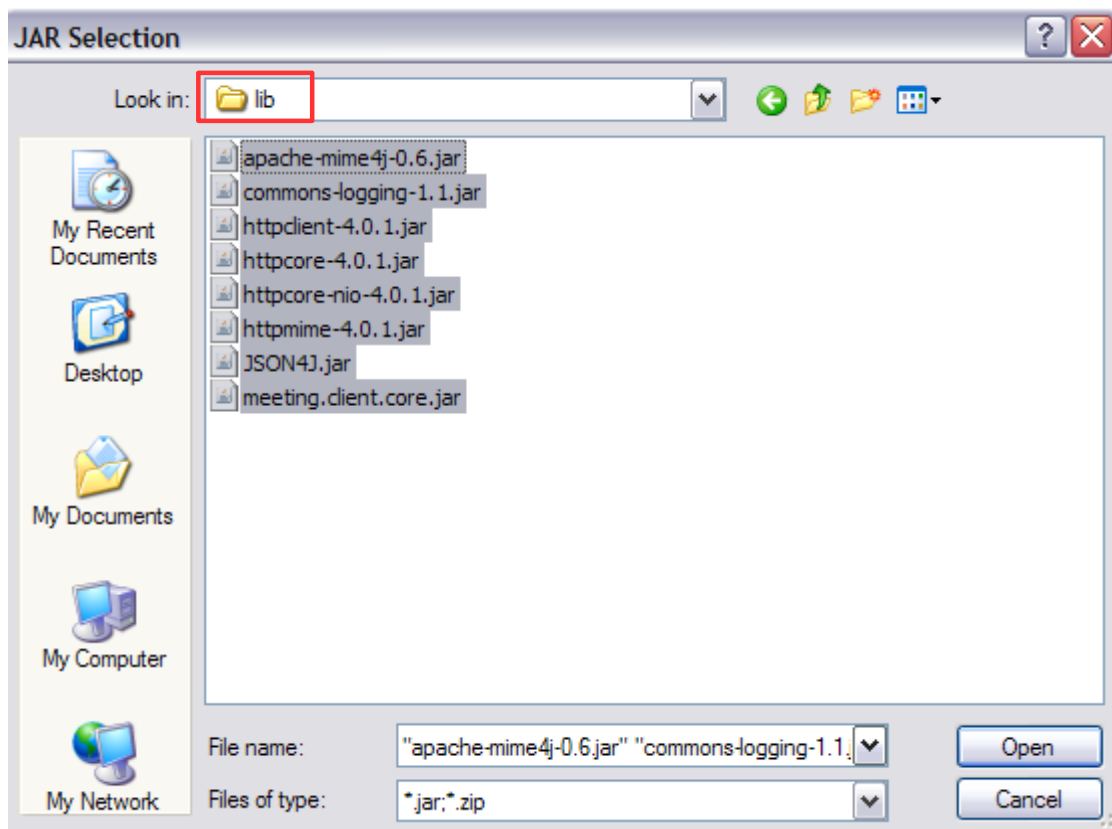 JAR Selection
?
Look in:
lib
My Recent
Documents
Desktop
My Documents
My Computer
My Network
apache-mime4j-0.6.jar
commons-logging-1.1.jar
httpclient-4.0.1.jar
httpcore-4.0.1.jar
httpcore-nio-4.0.1.jar
httpmime-4.0.1.jar
JSON4J.jar
meeting.client.core.jar
File name:
"apache-mime4j-0.6.jar" "commons-logging-1.1.j
Open
Files of type:
*.jar;*.zip
Cancel